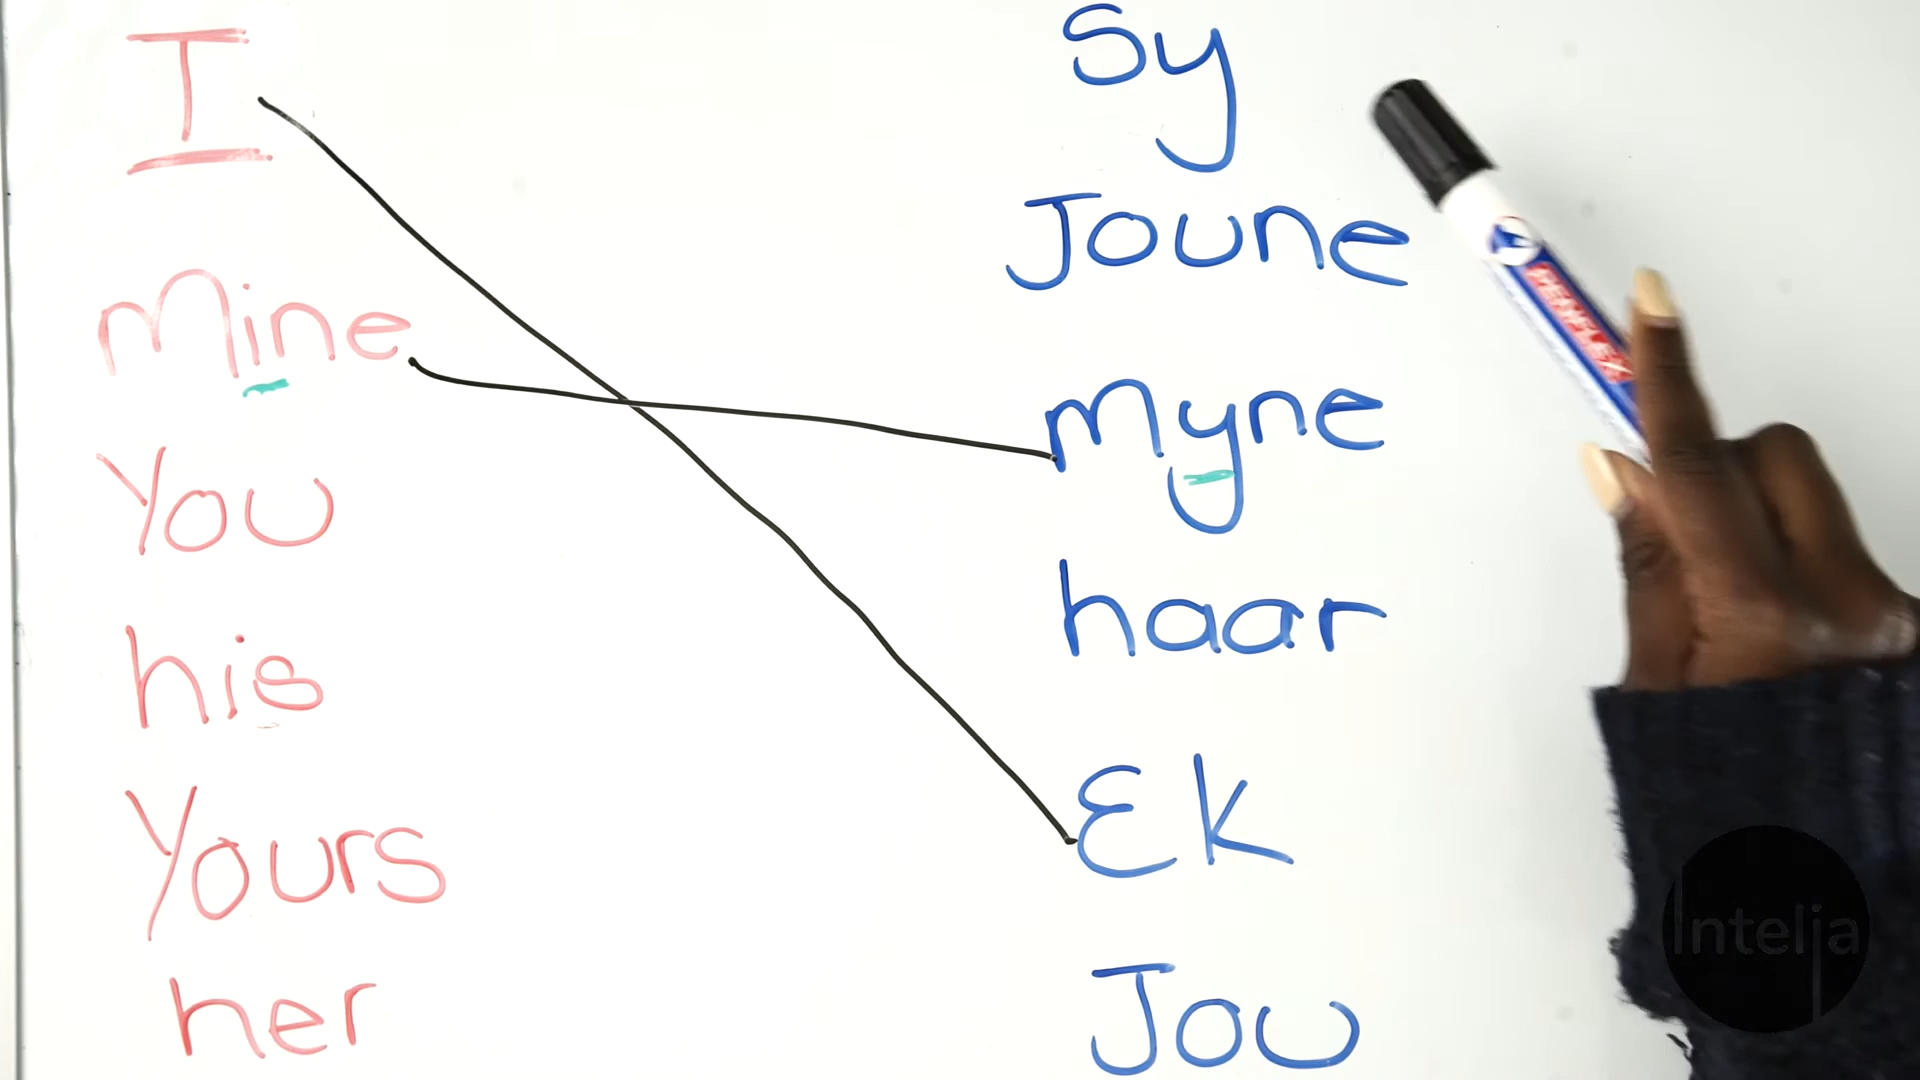 I
Mine
You
his
Yours
her
Sy
Joune
Myne
haar
Ek
Jou
Intelja